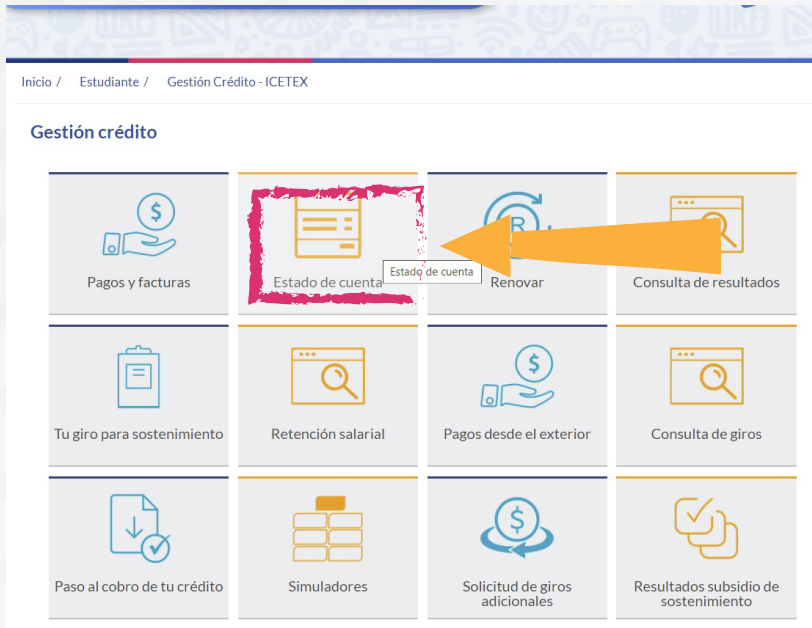 Inicio / Estudiante / Gestión Crédito - ICETEX
Gestión crédito
Pagos y facturas
Estado de cuenta
Estado de cuenta
Renovar
Consulta de resultados
Tu giro para sostenimiento
Retención salarial
Pagos desde el exterior
Consulta de giros
Paso al cobro de tu crédito
Simuladores
Solicitud de giros
adicionales
Resultados subsidio de
sostenimiento